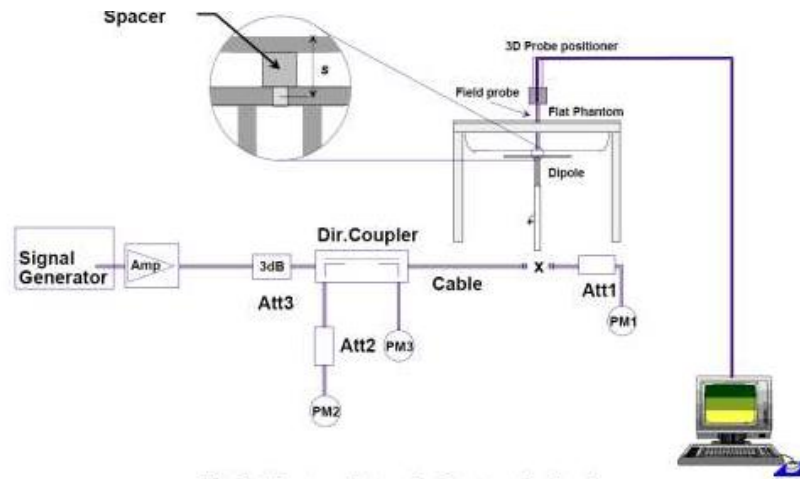 Spacer
s
3D Probe positioner
Field probe
Flat Phantom
Dipole
Dir.Coupler
Signal
Generator
Amp
3dB
Att3
Cable
x
Att1
PM1
Att2
PM3
PM2